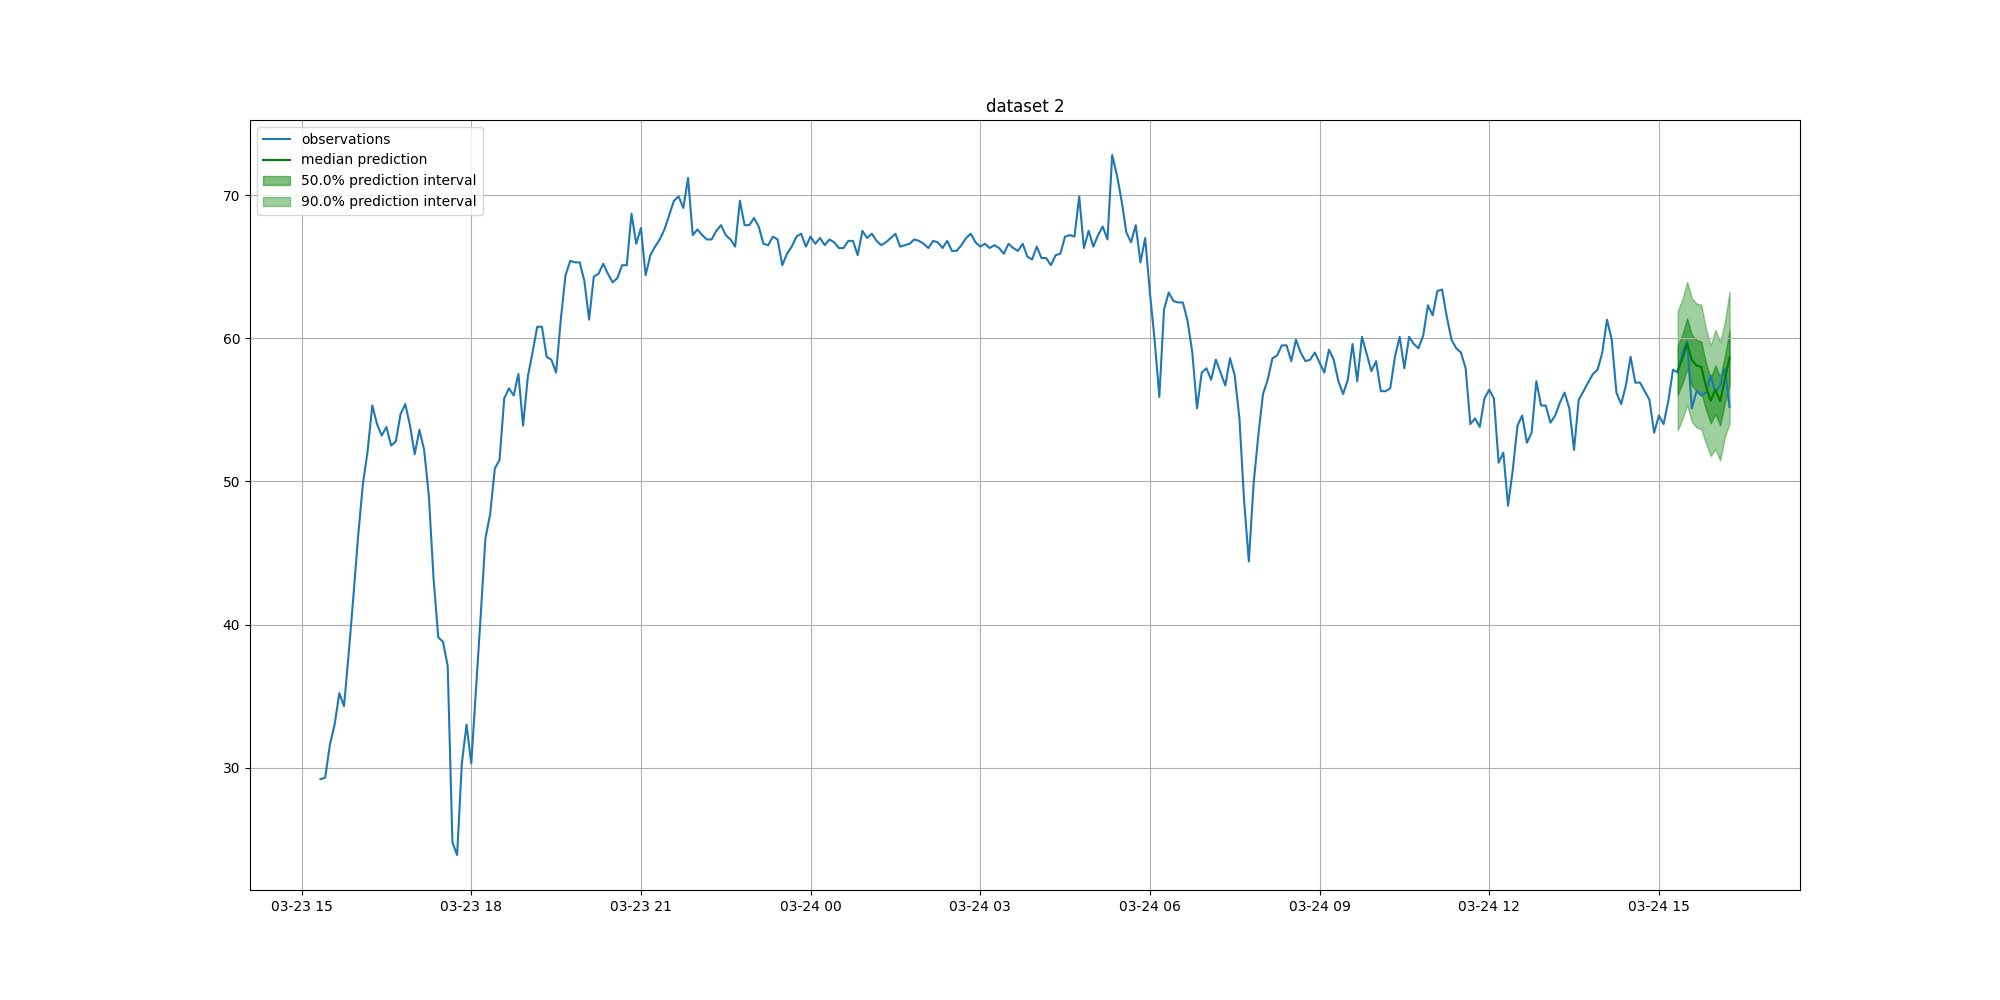 dataset 2
observations
median prediction
50.0% prediction interval
90.0% prediction interval
70
60
50
40
30
03-23 15
03-23 18
03-23 21
03-24 00
03-24 03
03-24 06
03-24 09
03-24 12
03-24 15